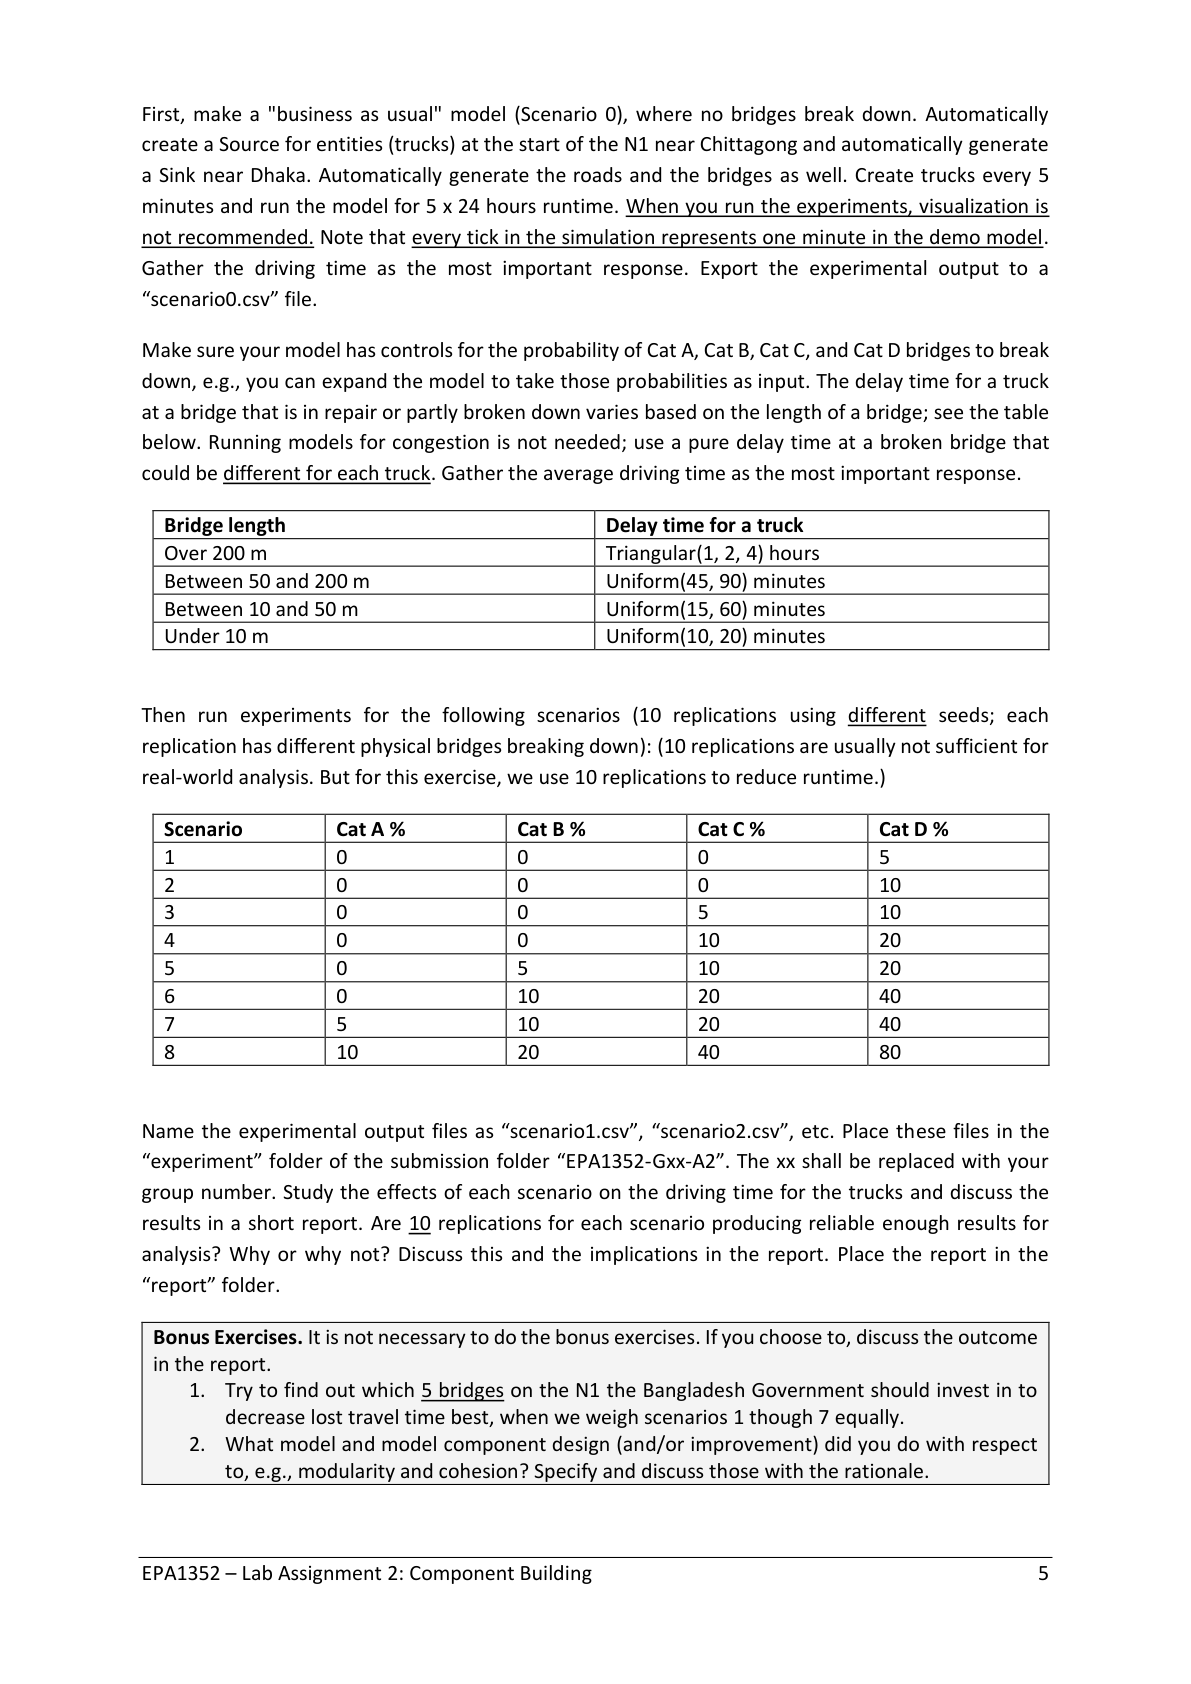 First, make a "business as usual" model (Scenario 0), where no bridges break down. Automatically
create a Source for entities (trucks) at the start of the N1 near Chittagong and automatically generate
a Sink near Dhaka. Automatically generate the roads and the bridges as well. Create trucks every 5
minutes and run the model for 5 x 24 hours runtime. When you run the experiments, visualization is
not recommended. Note that every tick in the simulation represents one minute in the demo model.
Gather the driving time as the most important response. Export the experimental output to a
“scenario0.csv” file.
Make sure your model has controls for the probability of Cat A, Cat B, Cat C, and Cat D bridges to break
down, e.g., you can expand the model to take those probabilities as input. The delay time for a truck
at a bridge that is in repair or partly broken down varies based on the length of a bridge; see the table
below. Running models for congestion is not needed; use a pure delay time at a broken bridge that
could be different for each truck. Gather the average driving time as the most important response.
Bridge length Delay time for a truck
Over 200 m Triangular(1, 2, 4) hours
Between 50 and 200 m Uniform(45, 90) minutes
Between 10 and 50 m Uniform(15, 60) minutes
Under 10 m Uniform(10, 20) minutes
Then run experiments for the following scenarios (10 replications using different seeds; each
replication has different physical bridges breaking down): (10 replications are usually not sufficient for
real-world analysis. But for this exercise, we use 10 replications to reduce runtime.)
Scenario Cat A % Cat B % Cat C % Cat D %
1 0 0 0 5
2 0 0 0 10
3 0 0 5 10
4 0 0 10 20
5 0 5 10 20
6 0 10 20 40
7 5 10 20 40
8 10 20 40 80
Name the experimental output files as “scenario1.csv”, “scenario2.csv”, etc. Place these files in the
“experiment” folder of the submission folder “EPA1352-Gxx-A2”. The xx shall be replaced with your
group number. Study the effects of each scenario on the driving time for the trucks and discuss the
results in a short report. Are 10 replications for each scenario producing reliable enough results for
analysis? Why or why not? Discuss this and the implications in the report. Place the report in the
“report” folder.
Bonus Exercises. It is not necessary to do the bonus exercises. If you choose to, discuss the outcome
in the report.
1. Try to find out which 5 bridges on the N1 the Bangladesh Government should invest in to
decrease lost travel time best, when we weigh scenarios 1 though 7 equally.
2. What model and model component design (and/or improvement) did you do with respect
to, e.g., modularity and cohesion? Specify and discuss those with the rationale.
EPA1352 – Lab Assignment 2: Component Building 5